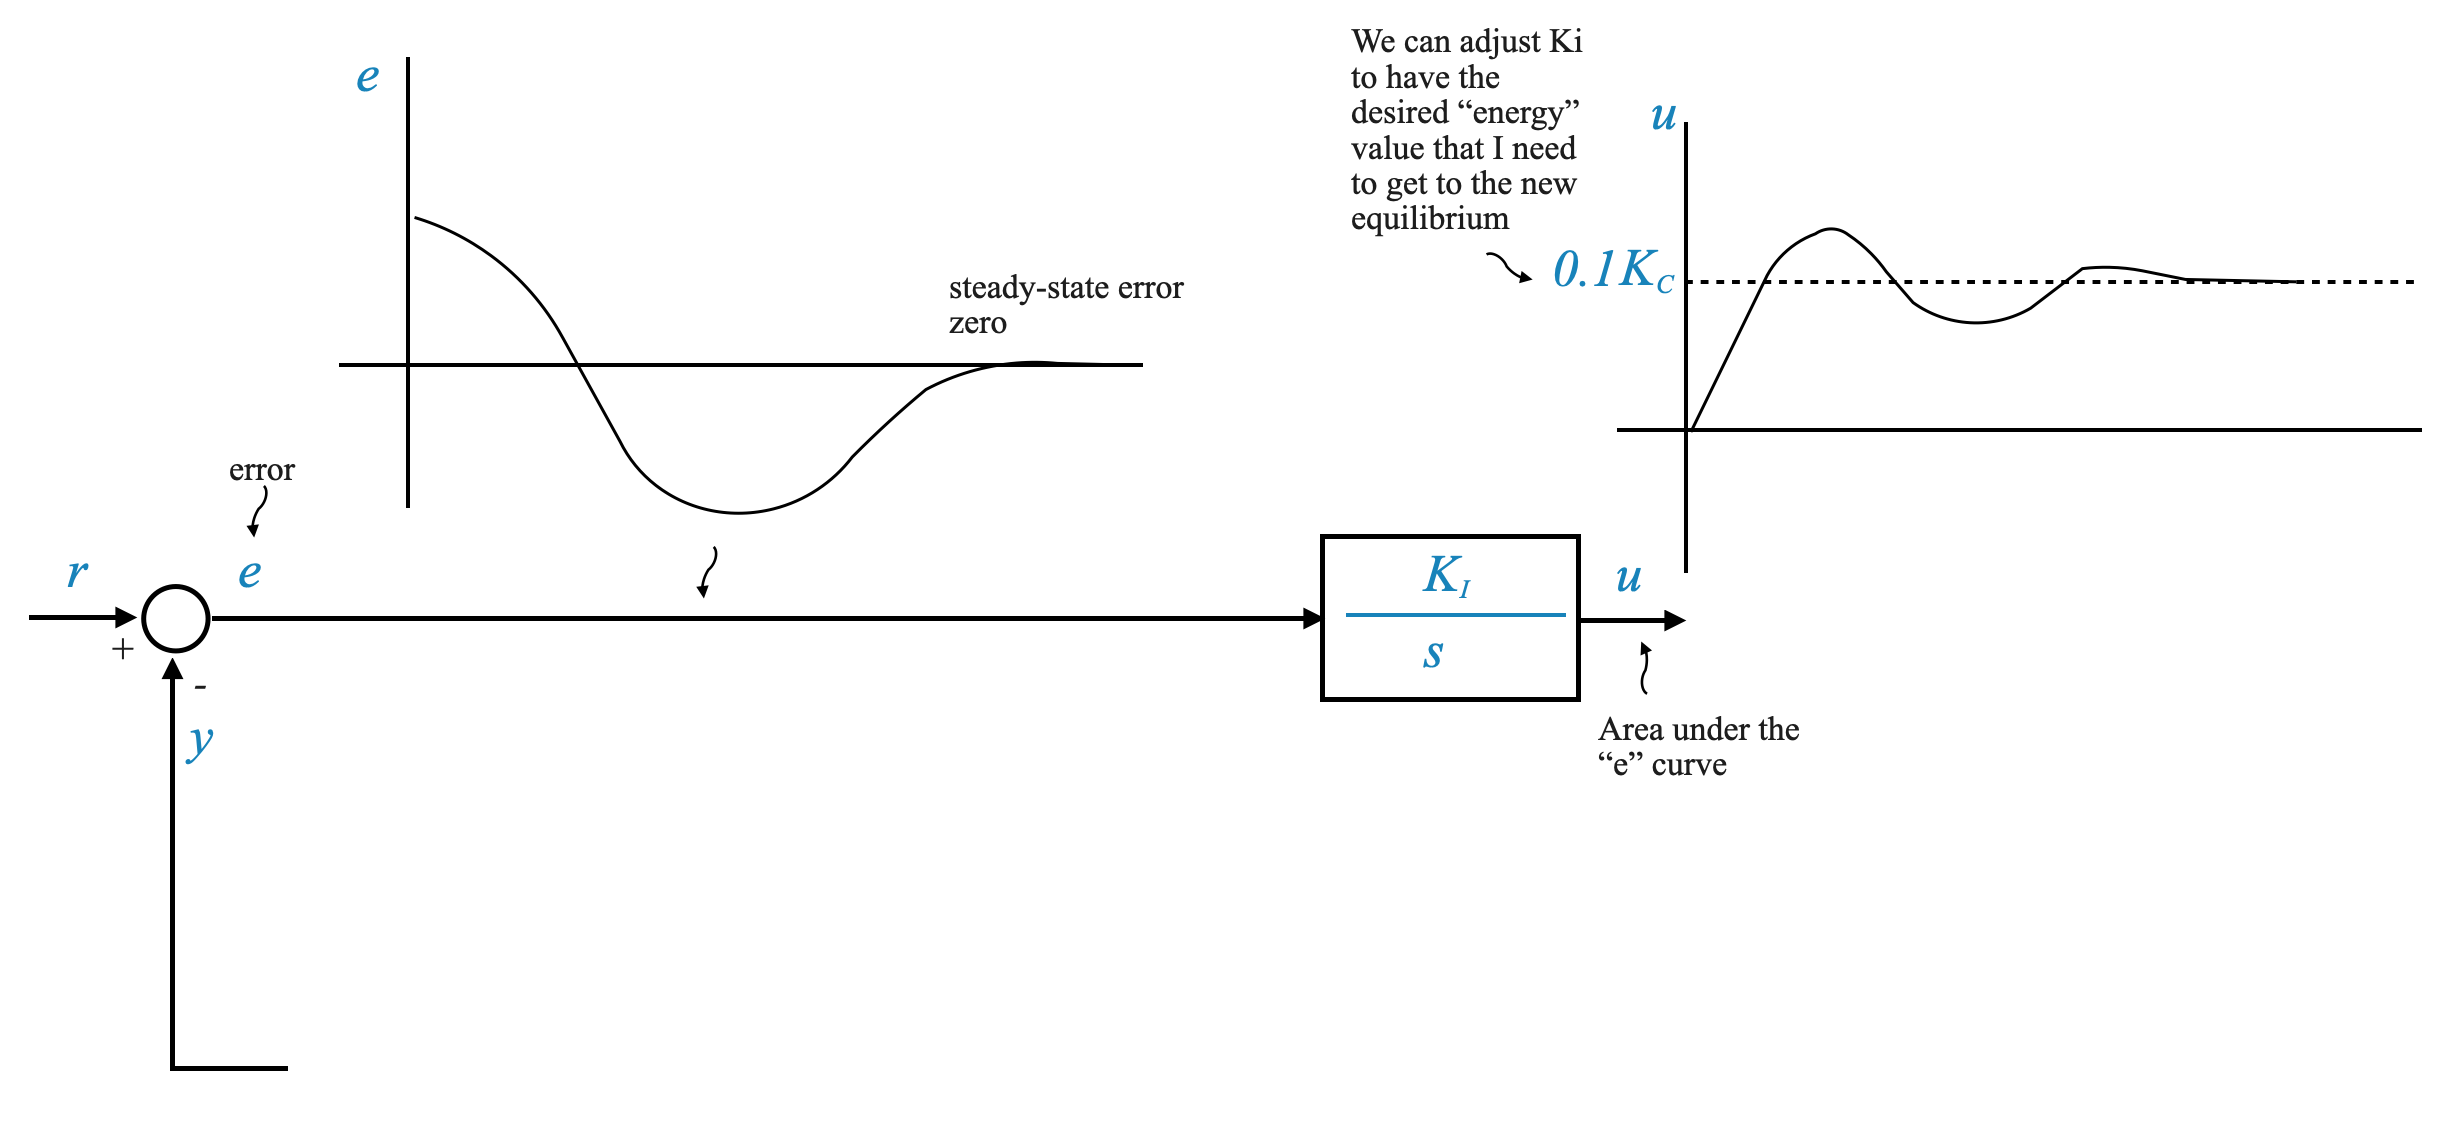 We can adjust Ki
to have the
desired “energy”
value that I need
to get to the new
equilibrium
e
u
0.1K_C
steady-state error
zero
error
r
e
K_I
s
u
+
-
y
Area under the
“e” curve